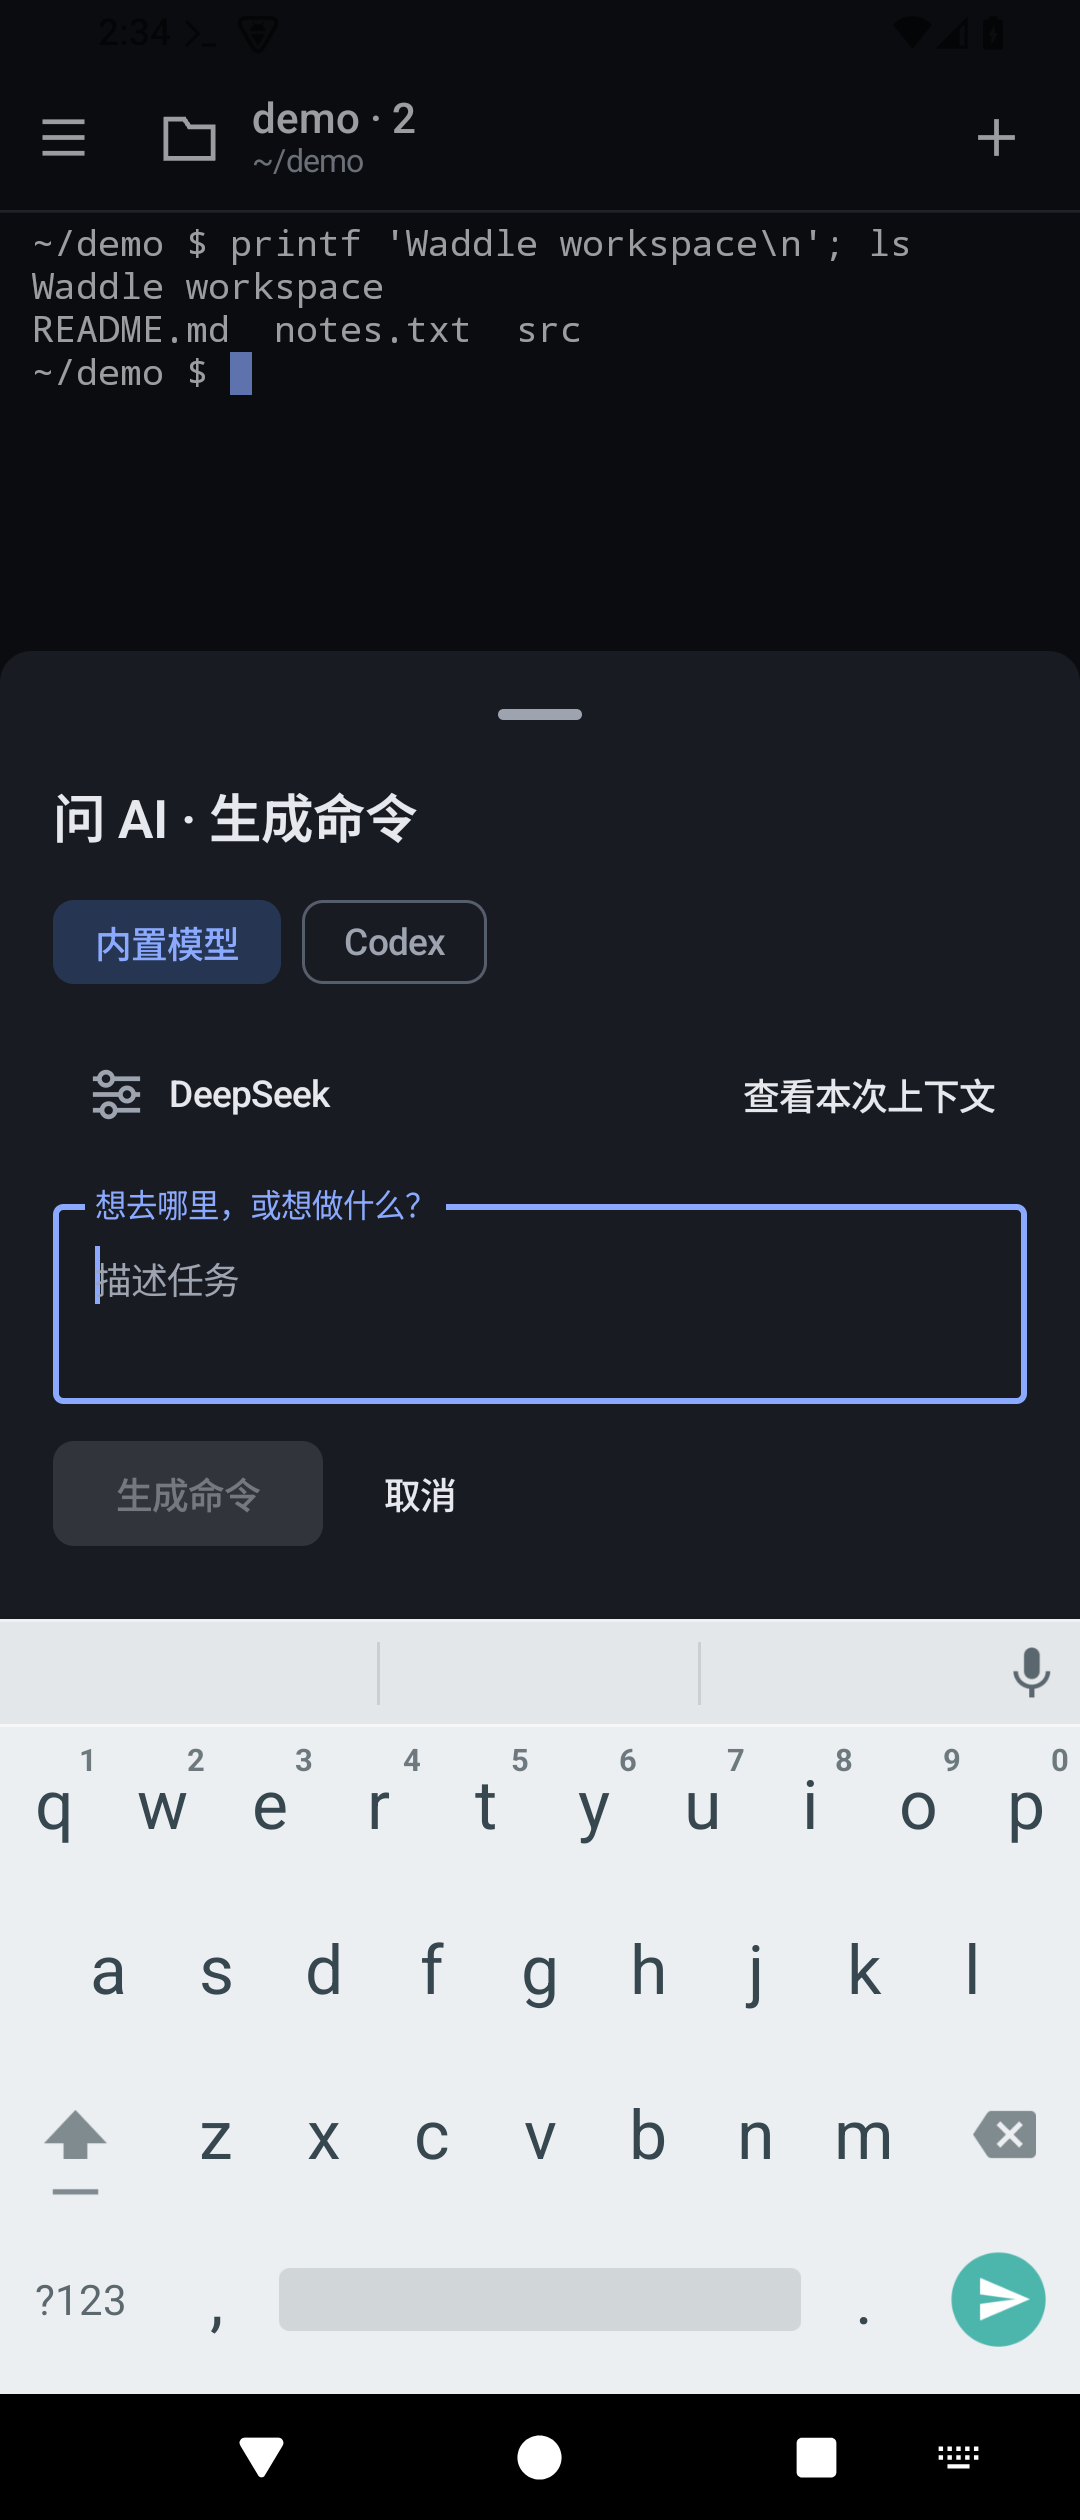 2:34
demo · 2
~/demo
~/demo $ printf 'Waddle workspace\n'; ls
Waddle workspace
README.md  notes.txt  src
~/demo $
问 AI · 生成命令
内置模型 Codex
DeepSeek 查看本次上下文
想去哪里，或想做什么？
描述任务
生成命令 取消
1 2 3 4 5 6 7 8 9 0
q w e r t y u i o p
a s d f g h j k l
z x c v b n m
?123 , .